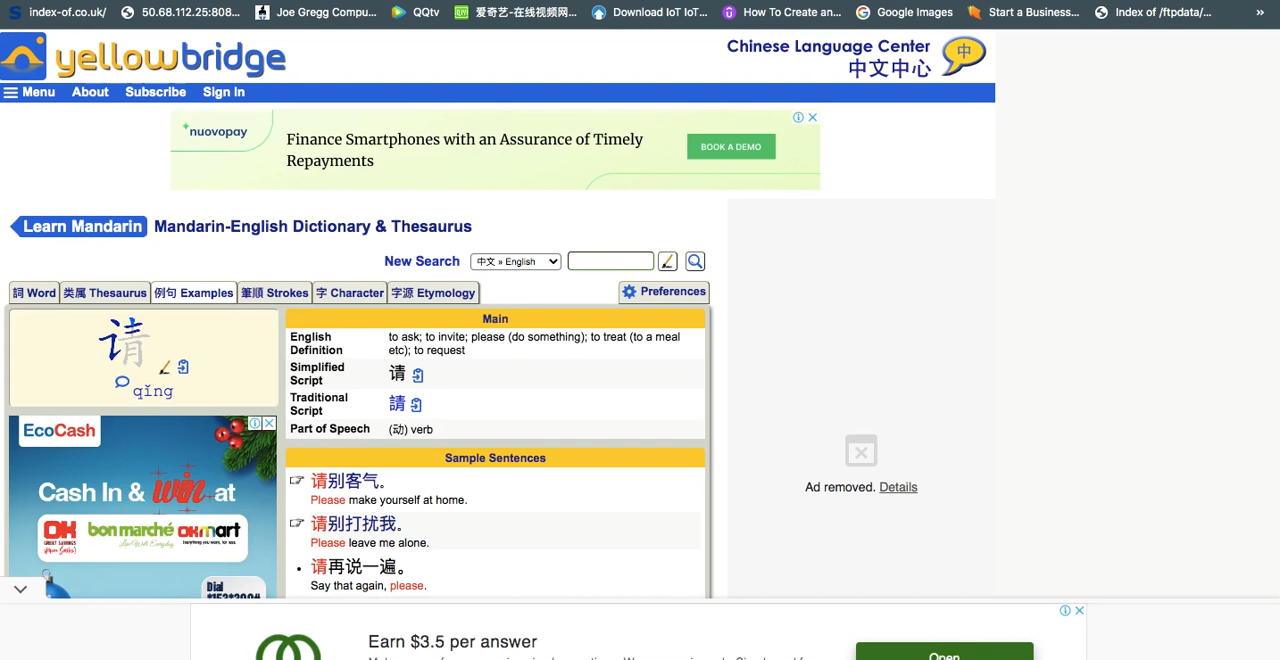 index-of.co.uk/ 50.68.112.25:808... Joe Gregg Compu... QQtv 爱奇艺-在线视频网... Download IoT IoT... How To Create an... Google Images Start a Business... Index of /ftpdata/... »
yellowbridge
Chinese Language Center
中文中心
中
Menu About Subscribe Sign In
nuovopay
Finance Smartphones with an Assurance of Timely
Repayments
BOOK A DEMO
Learn Mandarin Mandarin-English Dictionary & Thesaurus
New Search 中文 » English
詞 Word 类属 Thesaurus 例句 Examples 筆順 Strokes 字 Character 字源 Etymology Preferences
请
qǐng
Main
English
Definition
to ask; to invite; please (do something); to treat (to a meal
etc); to request
Simplified
Script
请
Traditional
Script
請
Part of Speech (动) verb
EcoCash
Cash In & win at
OK bon marché okmart
Dial
Sample Sentences
☞ 请别客气。
Please make yourself at home.
☞ 请别打扰我。
Please leave me alone.
• 请再说一遍。
Say that again, please.
Ad removed. Details
Earn $3.5 per answer
Open